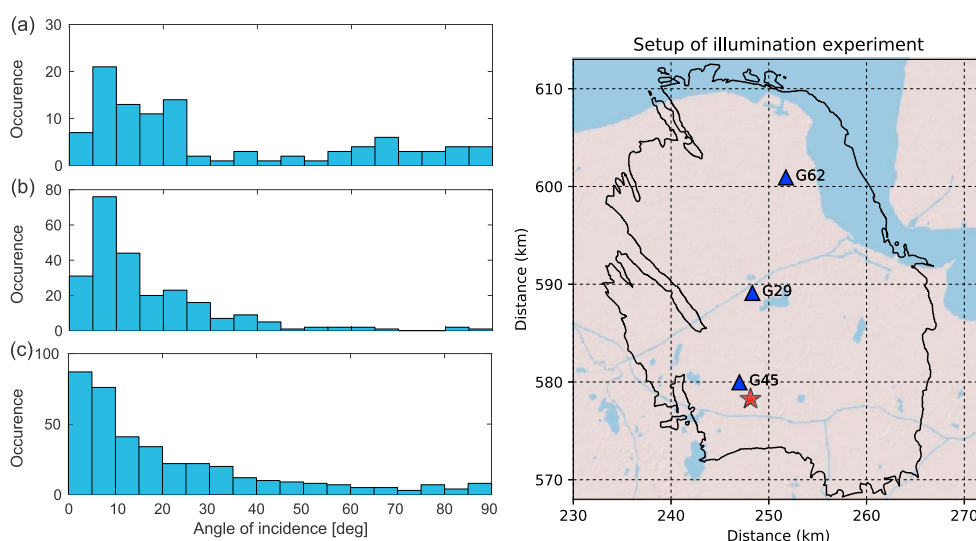 (a)
30
20
10
0
Occurence
(b)
80
60
40
20
0
Occurence
(c)
100
50
0
Occurence
0 10 20 30 40 50 60 70 80 90
Angle of incidence [deg]
Setup of illumination experiment
610
600
590
580
570
Distance (km)
G62
G29
G45
230 240 250 260 270
Distance (km)